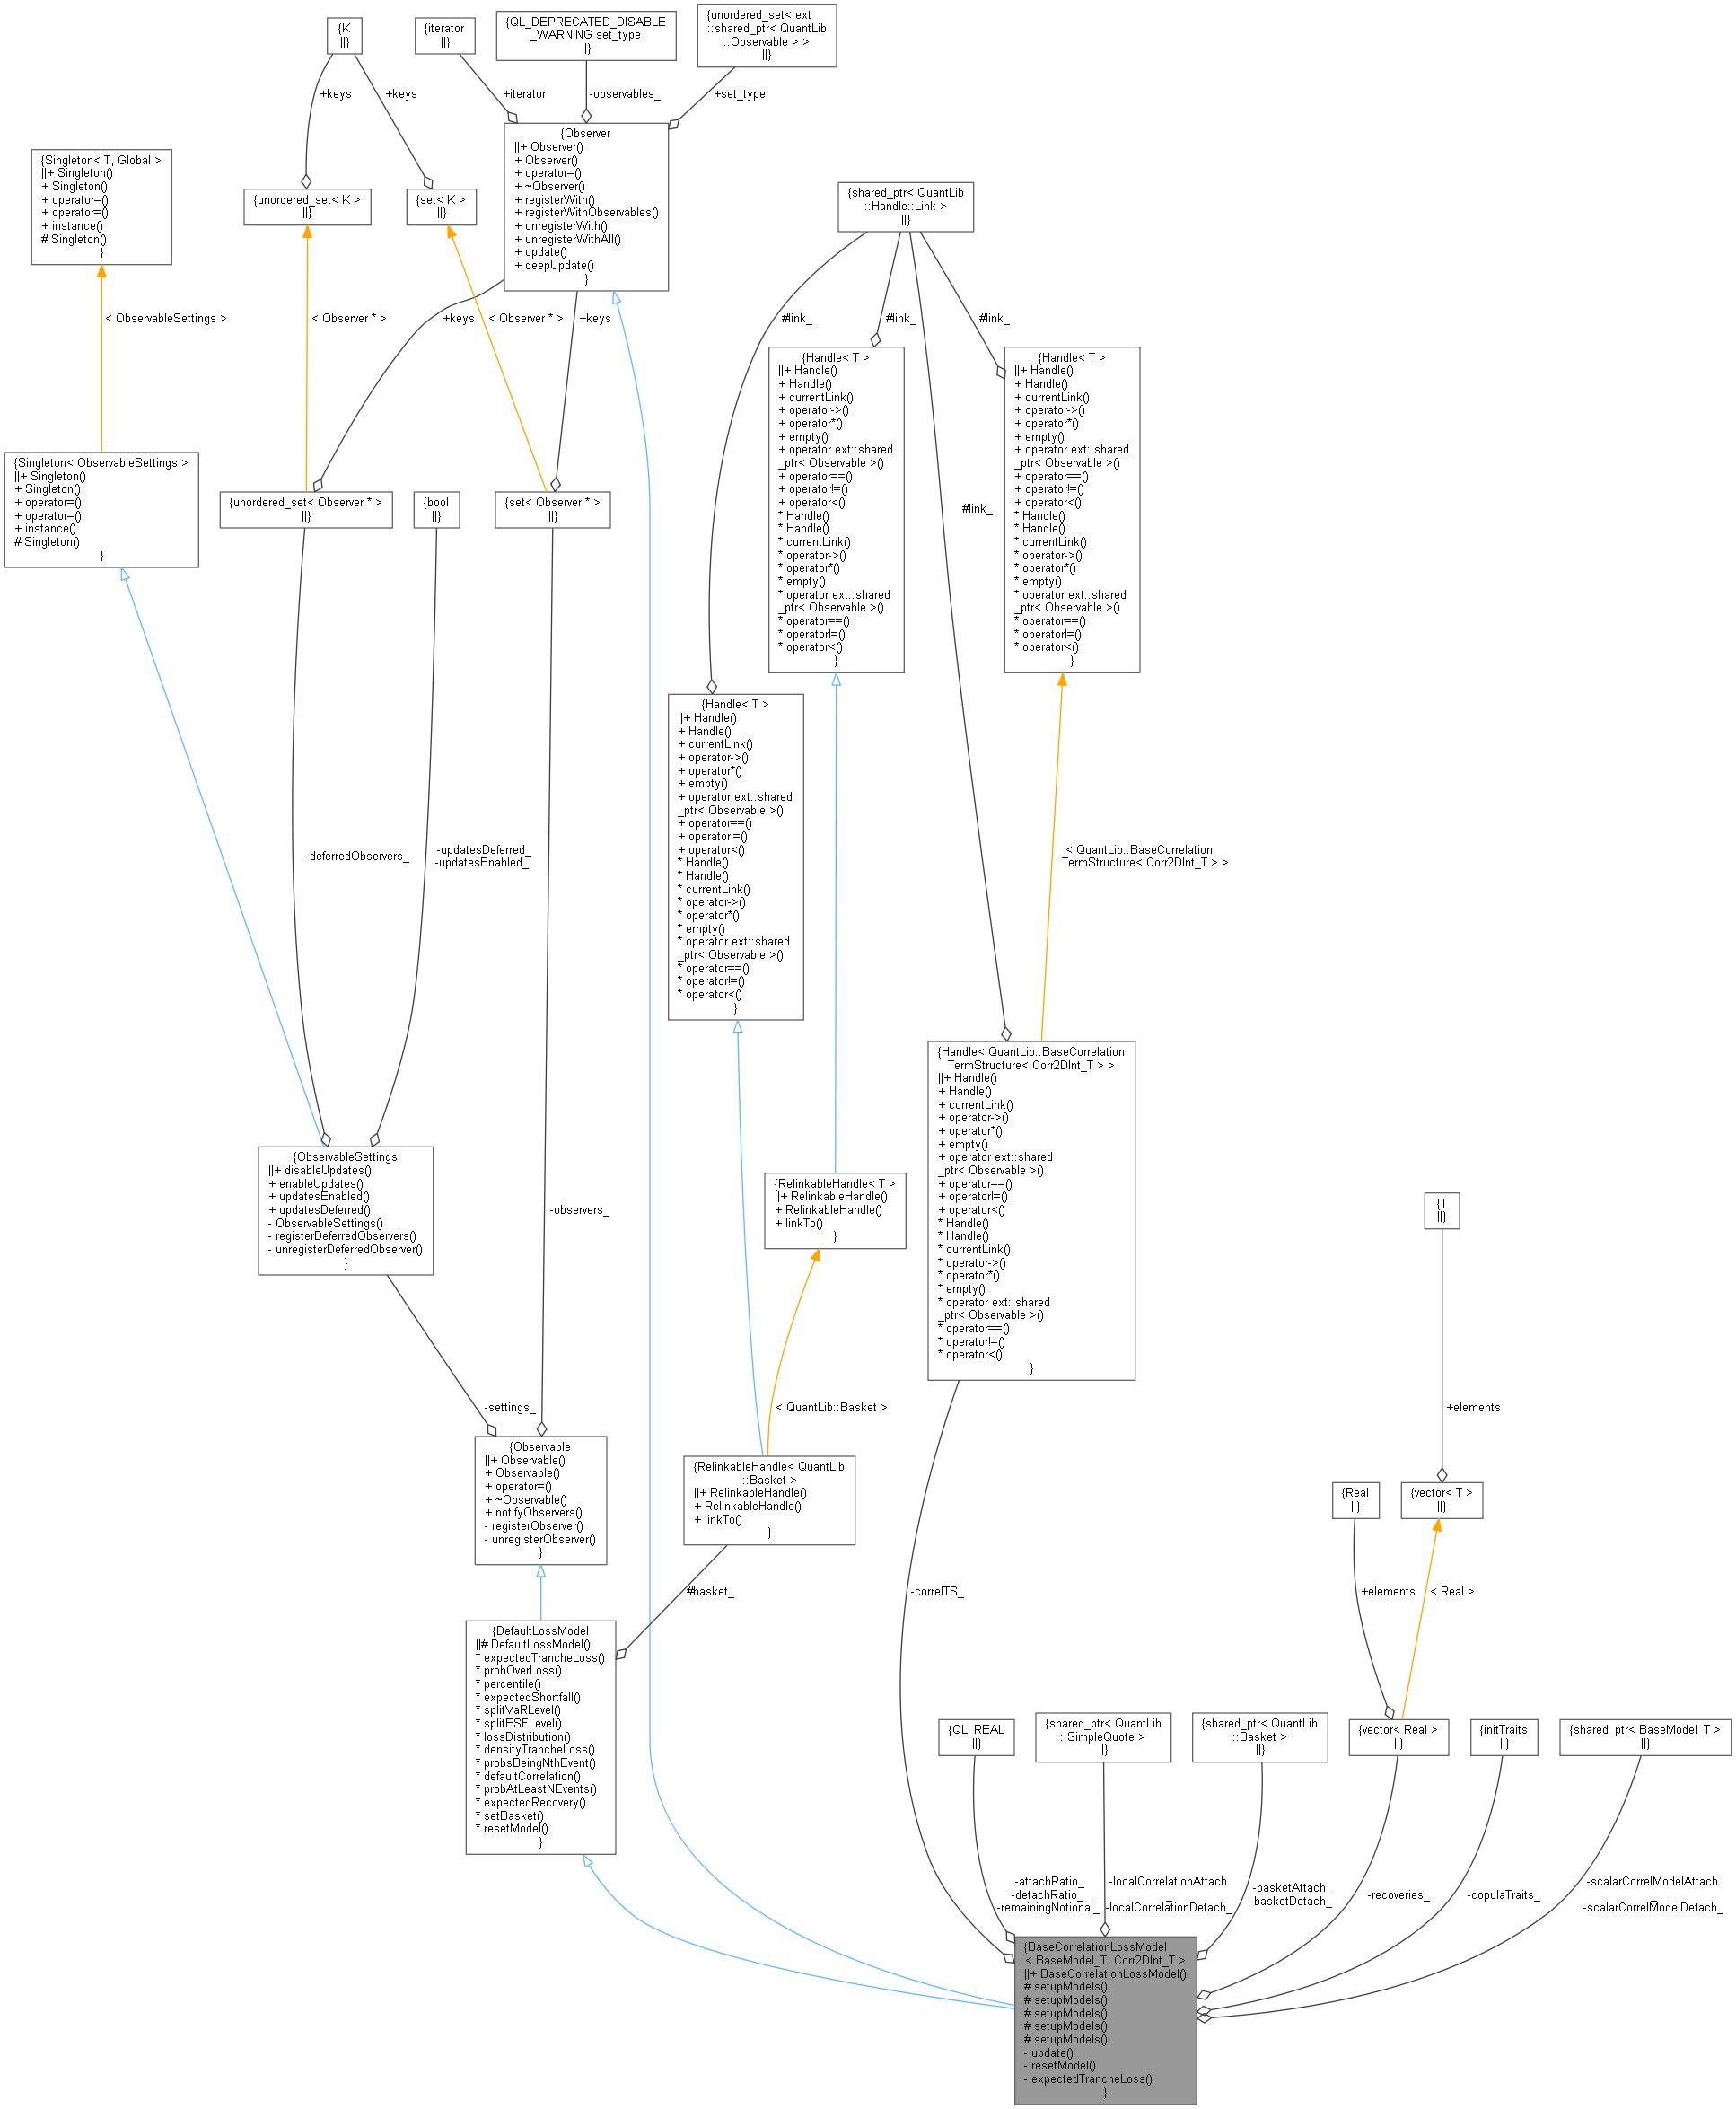 {K
||}
{iterator
||}
{QL_DEPRECATED_DISABLE
_WARNING set_type
||}
{unordered_set< ext
::shared_ptr< QuantLib
::Observable > >
||}
+keys
+keys
+iterator
-observables_
+set_type
{Singleton< T, Global >
||+ Singleton()
+ Singleton()
+ operator=()
+ operator=()
+ instance()
# Singleton()
}
{unordered_set< K >
||}
{set< K >
||}
{Observer
||+ Observer()
+ Observer()
+ operator=()
+ ~Observer()
+ registerWith()
+ registerWithObservables()
+ unregisterWith()
+ unregisterWithAll()
+ update()
+ deepUpdate()
}
{shared_ptr< QuantLib
::Handle::Link >
||}
< ObservableSettings >
< Observer * >
+keys
< Observer * >
+keys
#link_
#link_
#link_
#link_
{Handle< T >
||+ Handle()
+ Handle()
+ currentLink()
+ operator->()
+ operator*()
+ empty()
+ operator ext::shared
_ptr< Observable >()
+ operator==()
+ operator!=()
+ operator<()
* Handle()
* Handle()
* currentLink()
* operator->()
* operator*()
* empty()
* operator ext::shared
_ptr< Observable >()
* operator==()
* operator!=()
* operator<()
}
{Handle< T >
||+ Handle()
+ Handle()
+ currentLink()
+ operator->()
+ operator*()
+ empty()
+ operator ext::shared
_ptr< Observable >()
+ operator==()
+ operator!=()
+ operator<()
* Handle()
* Handle()
* currentLink()
* operator->()
* operator*()
* empty()
* operator ext::shared
_ptr< Observable >()
* operator==()
* operator!=()
* operator<()
}
{Singleton< ObservableSettings >
||+ Singleton()
+ Singleton()
+ operator=()
+ operator=()
+ instance()
# Singleton()
}
{unordered_set< Observer * >
||}
{bool
||}
{set< Observer * >
||}
{Handle< T >
||+ Handle()
+ Handle()
+ currentLink()
+ operator->()
+ operator*()
+ empty()
+ operator ext::shared
_ptr< Observable >()
+ operator==()
+ operator!=()
+ operator<()
* Handle()
* Handle()
* currentLink()
* operator->()
* operator*()
* empty()
* operator ext::shared
_ptr< Observable >()
* operator==()
* operator!=()
* operator<()
}
-deferredObservers_
-updatesDeferred_
-updatesEnabled_
< QuantLib::BaseCorrelation
TermStructure< Corr2DInt_T > >
{Handle< QuantLib::BaseCorrelation
TermStructure< Corr2DInt_T > >
||+ Handle()
+ Handle()
+ currentLink()
+ operator->()
+ operator*()
+ empty()
+ operator ext::shared
_ptr< Observable >()
+ operator==()
+ operator!=()
+ operator<()
* Handle()
* Handle()
* currentLink()
* operator->()
* operator*()
* empty()
* operator ext::shared
_ptr< Observable >()
* operator==()
* operator!=()
* operator<()
}
{ObservableSettings
||+ disableUpdates()
+ enableUpdates()
+ updatesEnabled()
+ updatesDeferred()
- ObservableSettings()
- registerDeferredObservers()
- unregisterDeferredObserver()
}
-observers_
{RelinkableHandle< T >
||+ RelinkableHandle()
+ RelinkableHandle()
+ linkTo()
}
{T
||}
-settings_
< QuantLib::Basket >
+elements
{Observable
||+ Observable()
+ Observable()
+ operator=()
+ ~Observable()
+ notifyObservers()
- registerObserver()
- unregisterObserver()
}
{RelinkableHandle< QuantLib
::Basket >
||+ RelinkableHandle()
+ RelinkableHandle()
+ linkTo()
}
{Real
||}
{vector< T >
||}
#basket_
-correlTS_
+elements
< Real >
{DefaultLossModel
||# DefaultLossModel()
* expectedTrancheLoss()
* probOverLoss()
* percentile()
* expectedShortfall()
* splitVaRLevel()
* splitESFLevel()
* lossDistribution()
* densityTrancheLoss()
* probsBeingNthEvent()
* defaultCorrelation()
* probAtLeastNEvents()
* expectedRecovery()
* setBasket()
* resetModel()
}
{QL_REAL
||}
{shared_ptr< QuantLib
::SimpleQuote >
||}
{shared_ptr< QuantLib
::Basket >
||}
{vector< Real >
||}
{initTraits
||}
{shared_ptr< BaseModel_T >
||}
-attachRatio_
-detachRatio_
-remainingNotional_
-localCorrelationAttach
_
-localCorrelationDetach_
-basketAttach_
-basketDetach_
-recoveries_
-copulaTraits_
-scalarCorrelModelAttach
_
-scalarCorrelModelDetach_
{BaseCorrelationLossModel
< BaseModel_T, Corr2DInt_T >
||+ BaseCorrelationLossModel()
# setupModels()
# setupModels()
# setupModels()
# setupModels()
# setupModels()
- update()
- resetModel()
- expectedTrancheLoss()
}